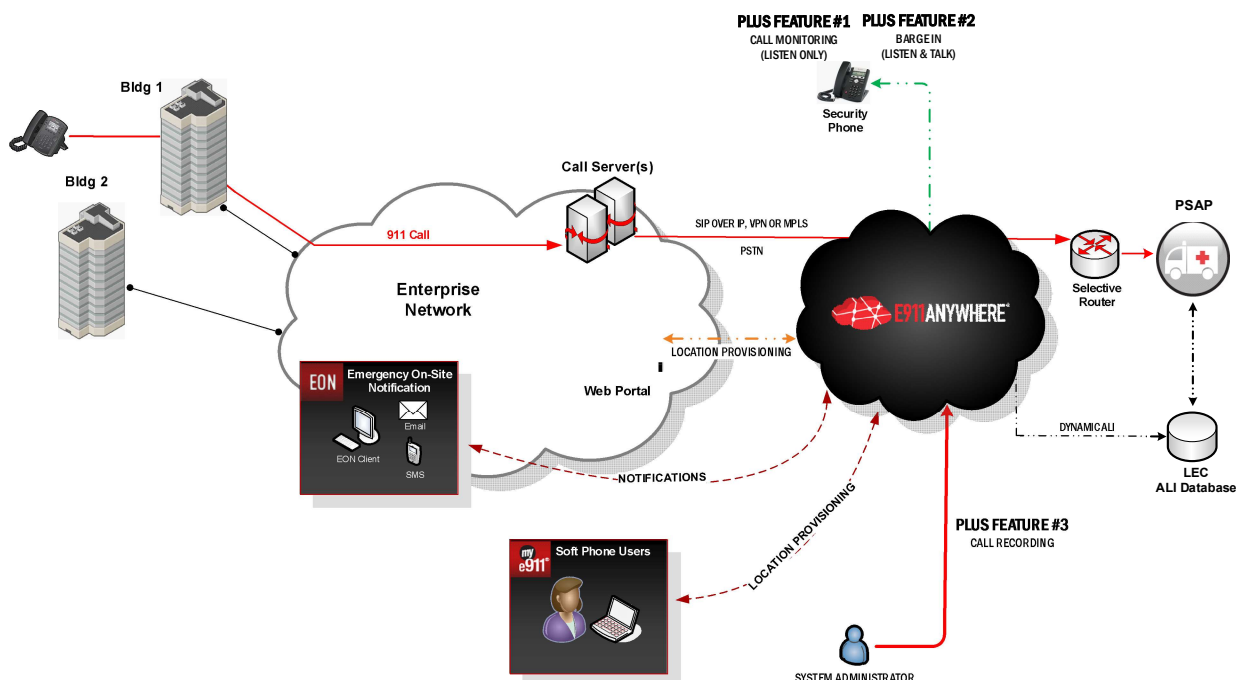 PLUS FEATURE #1
CALL MONITORING
(LISTEN ONLY)
PLUS FEATURE #2
BARGE IN
(LISTEN & TALK)
Security
Phone
Bldg 1
Bldg 2
Call Server(s)
911 Call
SIP OVER IP, VPN OR MPLS
PSTN
PSAP
Selective
Router
Enterprise
Network
E911ANYWHERE®
LOCATION PROVISIONING
Web Portal
EON
Emergency On-Site
Notification
Email
EON Client
SMS
NOTIFICATIONS
DYNAMIC ALI
LEC
ALI Database
LOCATION PROVISIONING
PLUS FEATURE #3
CALL RECORDING
my
e911®
Soft Phone Users
SYSTEM ADMINISTRATOR